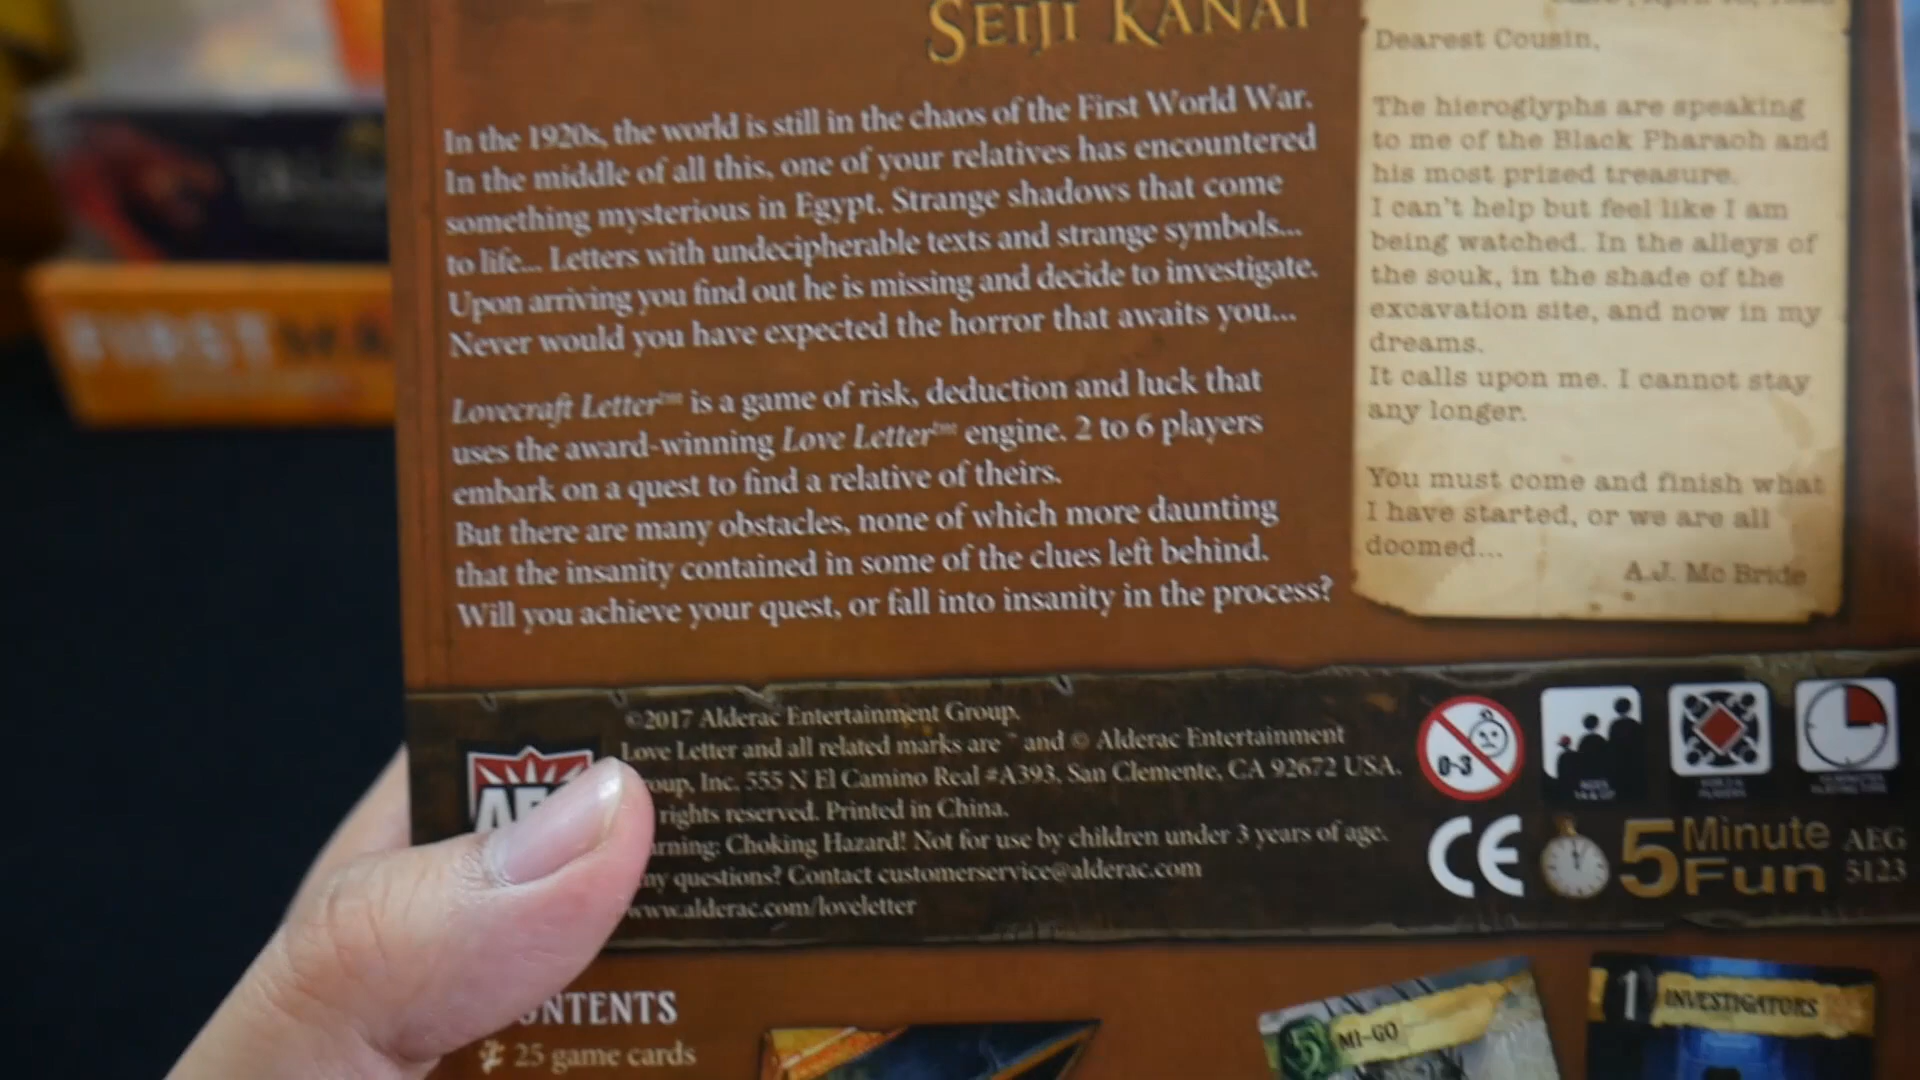 SEIJI KANAI
In the 1920s, the world is still in the chaos of the First World War.
In the middle of all this, one of your relatives has encountered
something mysterious in Egypt. Strange shadows that come
to life... Letters with undecipherable texts and strange symbols...
Upon arriving you find out he is missing and decide to investigate.
Never would you have expected the horror that awaits you...
Lovecraft Letter™ is a game of risk, deduction and luck that
uses the award-winning Love Letter™ engine. 2 to 6 players
embark on a quest to find a relative of theirs.
But there are many obstacles, none of which more daunting
that the insanity contained in some of the clues left behind.
Will you achieve your quest, or fall into insanity in the process?
Dearest Cousin,
The hieroglyphs are speaking
to me of the Black Pharaoh and
his most prized treasure.
I can't help but feel like I am
being watched. In the alleys of
the souk, in the shade of the
excavation site, and now in my
dreams.
It calls upon me. I cannot stay
any longer.
You must come and finish what
I have started, or we are all
doomed...
A.J. Mc Bride
©2017 Alderac Entertainment Group.
Love Letter and all related marks are ™ and © Alderac Entertainment
oup, Inc. 555 N El Camino Real #A393, San Clemente, CA 92672 USA.
rights reserved. Printed in China.
rning: Choking Hazard! Not for use by children under 3 years of age.
ny questions? Contact customerservice@alderac.com
www.alderac.com/loveletter
0-3
CE
5 Minute Fun
AEG
5123
NTENTS
25 game cards
5 MI-GO
1 INVESTIGATORS
FIRST